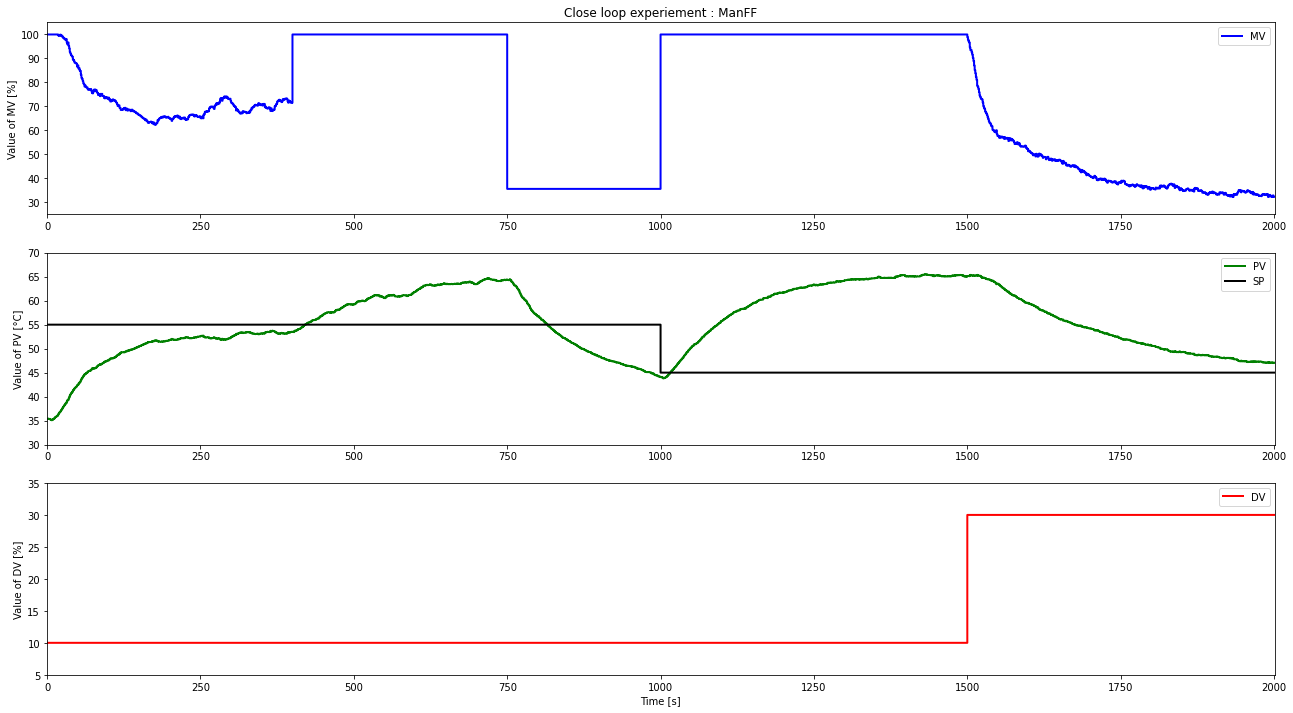 Close loop experiement : ManFF
MV
Value of MV [%]
100
90
80
70
60
50
40
30
0 250 500 750 1000 1250 1500 1750 2000
PV
SP
Value of PV [°C]
70
65
60
55
50
45
40
35
30
0 250 500 750 1000 1250 1500 1750 2000
DV
Value of DV [%]
35
30
25
20
15
10
5
0 250 500 750 1000 1250 1500 1750 2000
Time [s]